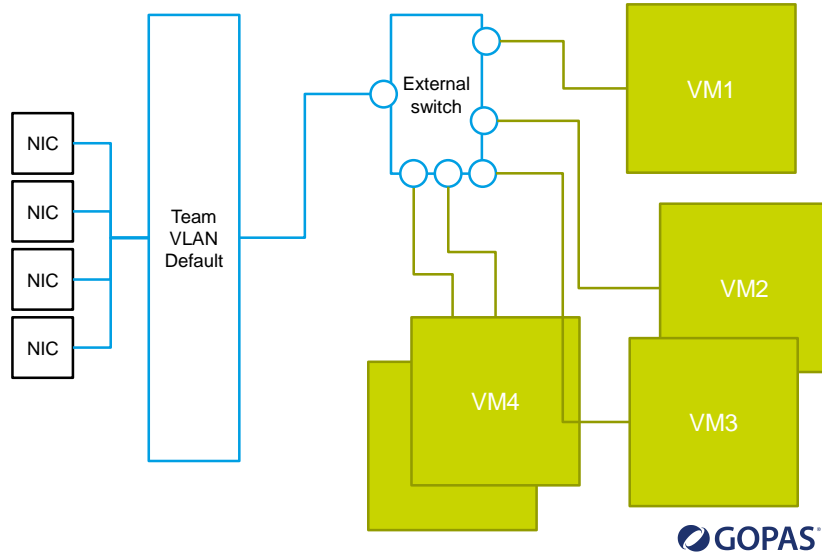 NIC
NIC
NIC
NIC
Team
VLAN
Default
External
switch
VM1
VM2
VM4
VM3
GOPAS®